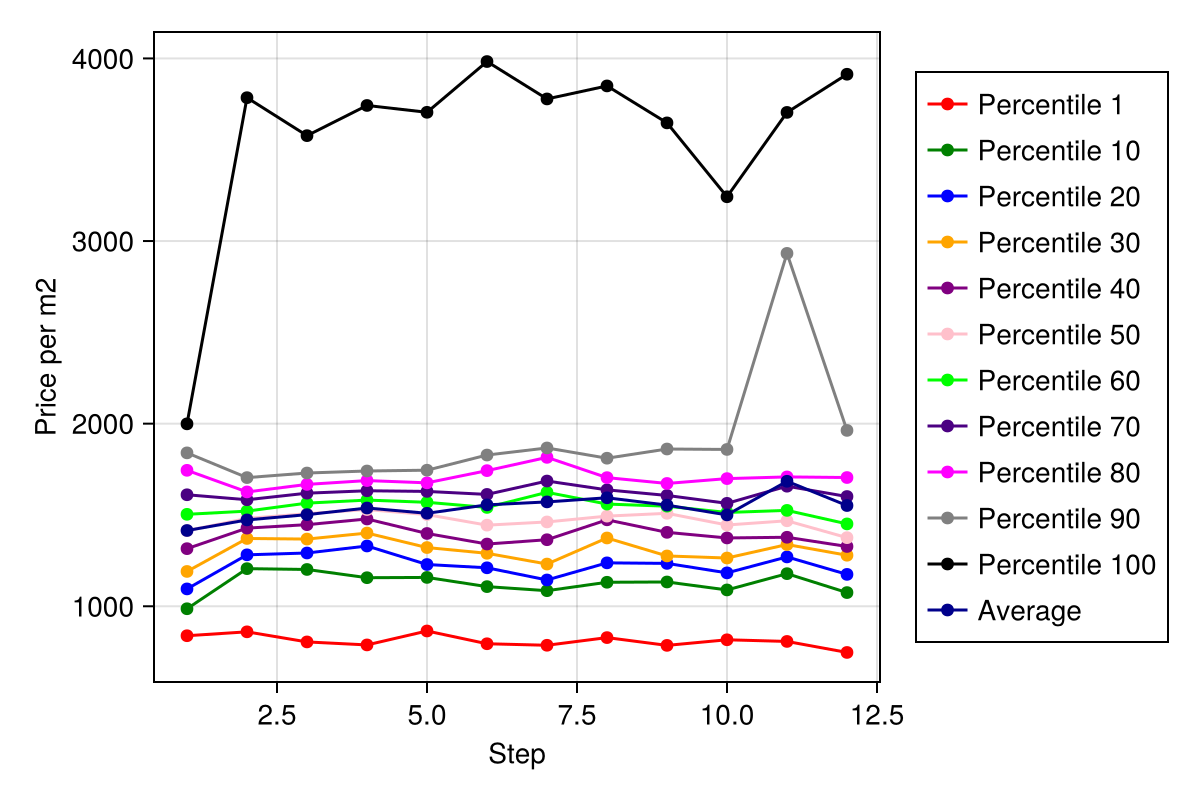 4000
3000
2000
1000
Price per m2
2.5
5.0
7.5
10.0
12.5
Step
Percentile 1
Percentile 10
Percentile 20
Percentile 30
Percentile 40
Percentile 50
Percentile 60
Percentile 70
Percentile 80
Percentile 90
Percentile 100
Average